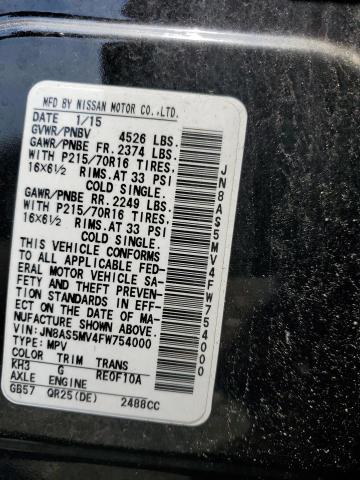 MFD BY NISSAN MOTOR CO.,LTD.
DATE 1/15
GVWR/PNBV 4526 LBS.
GAWR/PNBE FR. 2374 LBS.
WITH P215/70R16 TIRES.
16X6½ RIMS.AT 33 PSI
COLD SINGLE.
GAWR/PNBE RR. 2249 LBS.
WITH P215/70R16 TIRES.
16X6½ RIMS.AT 33 PSI
COLD SINGLE.
THIS VEHICLE CONFORMS
TO ALL APPLICABLE FED-
ERAL MOTOR VEHICLE SA-
FETY AND THEFT PREVEN-
TION STANDARDS IN EFF-
ECT ON THE DATE OF MA-
NUFACTURE SHOWN ABOVE.
VIN:JN8AS5MV4FW754000
TYPE: MPV
COLOR TRIM TRANS
KH3 G RE0F10A
AXLE ENGINE
GB57 QR25(DE) 2488CC
JN8AS5MV4FW754000